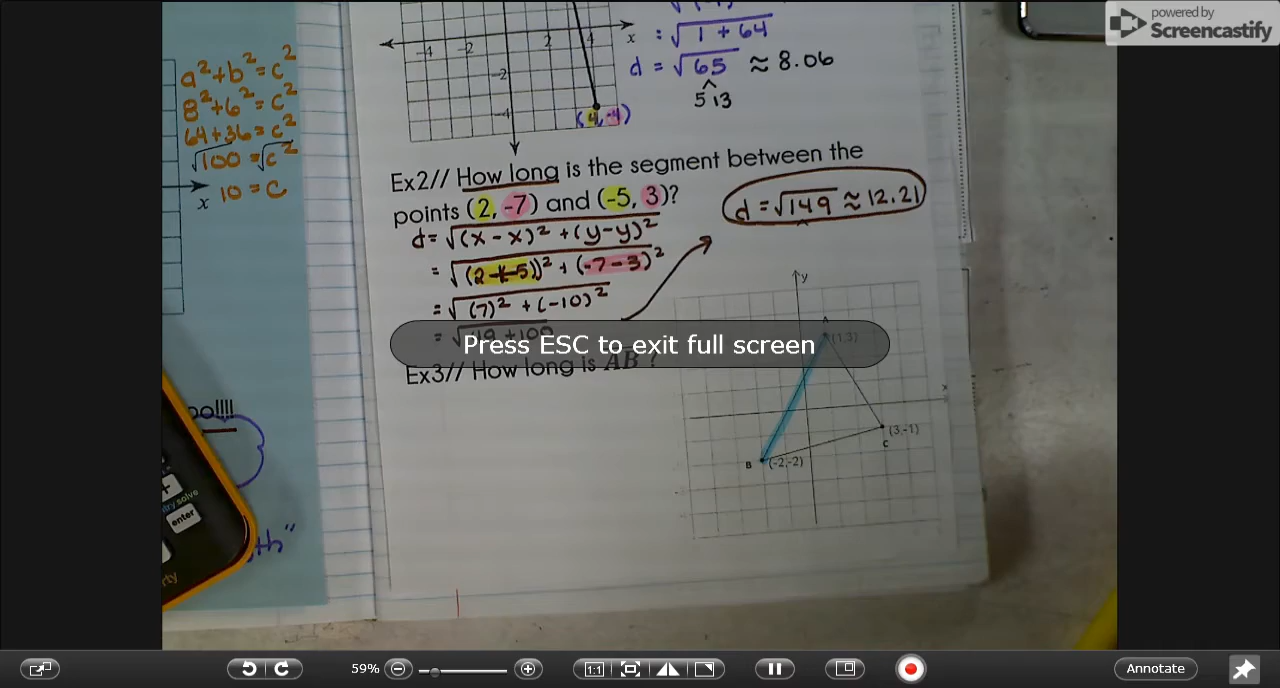 powered by
Screencastify
a² + b² = c²
8² + 6² = c²
64 + 36 = c²
√100 = √c²
10 = c
x
-4 -2 2 4
x
-2
-4
(4, -4)
: √1 + 64
d = √65 ≈ 8.06
5 13
Ex2// How long is the segment between the
points (2, -7) and (-5, 3)?
d = √(x - x)² + (y - y)²
= √(2 - (-5))² + (-7 - 3)²
= √(7)² + (-10)²
= √49 + 100
d = √149 ≈ 12.21
Press ESC to exit full screen
Ex3// How long is AB ?
y
A
(1,3)
x
(3,-1)
C
B
(-2,-2)
enter
59%
1:1
Annotate